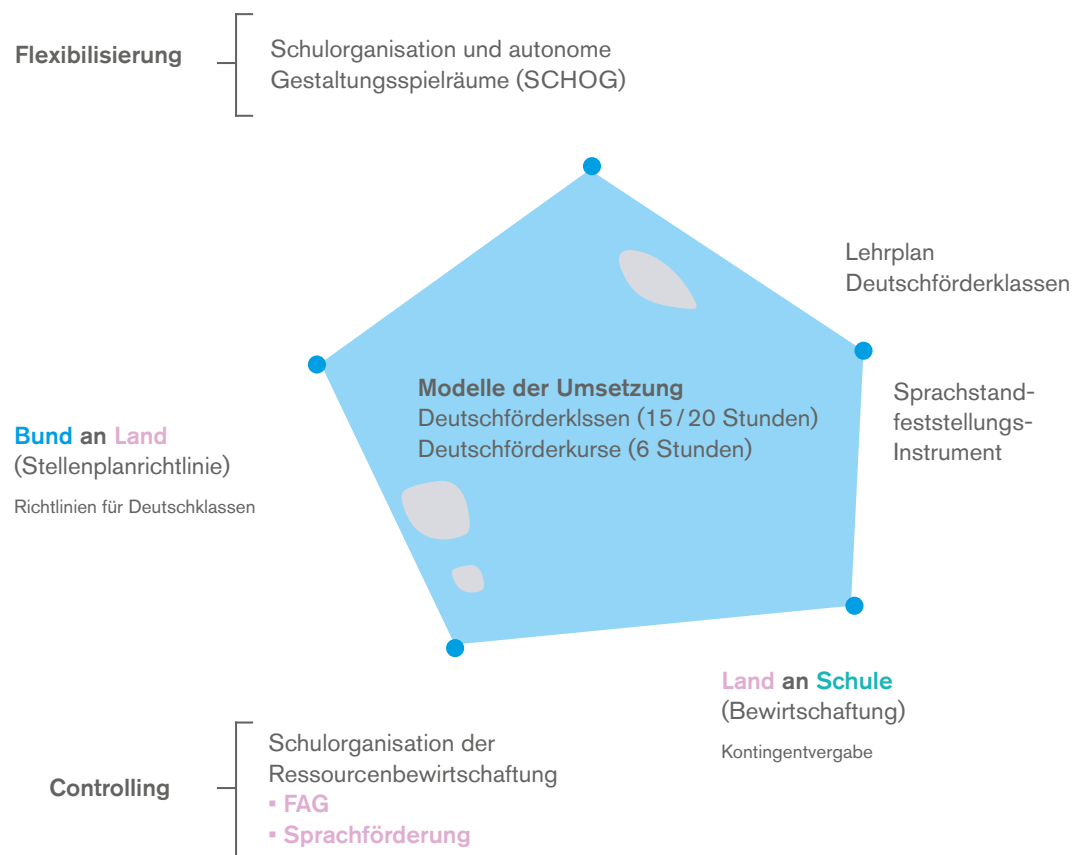 Flexibilisierung
Schulorganisation und autonome
Gestaltungsspielräume (SCHOG)
Lehrplan
Deutschförderklassen
Modelle der Umsetzung
Deutschförderklssen (15/20 Stunden)
Deutschförderkurse (6 Stunden)
Sprachstand-
feststellungs-
Instrument
Bund an Land
(Stellenplanrichtlinie)
Richtlinien für Deutschklassen
Land an Schule
(Bewirtschaftung)
Kontingentvergabe
Controlling
Schulorganisation der
Ressourcenbewirtschaftung
▪ FAG
▪ Sprachförderung